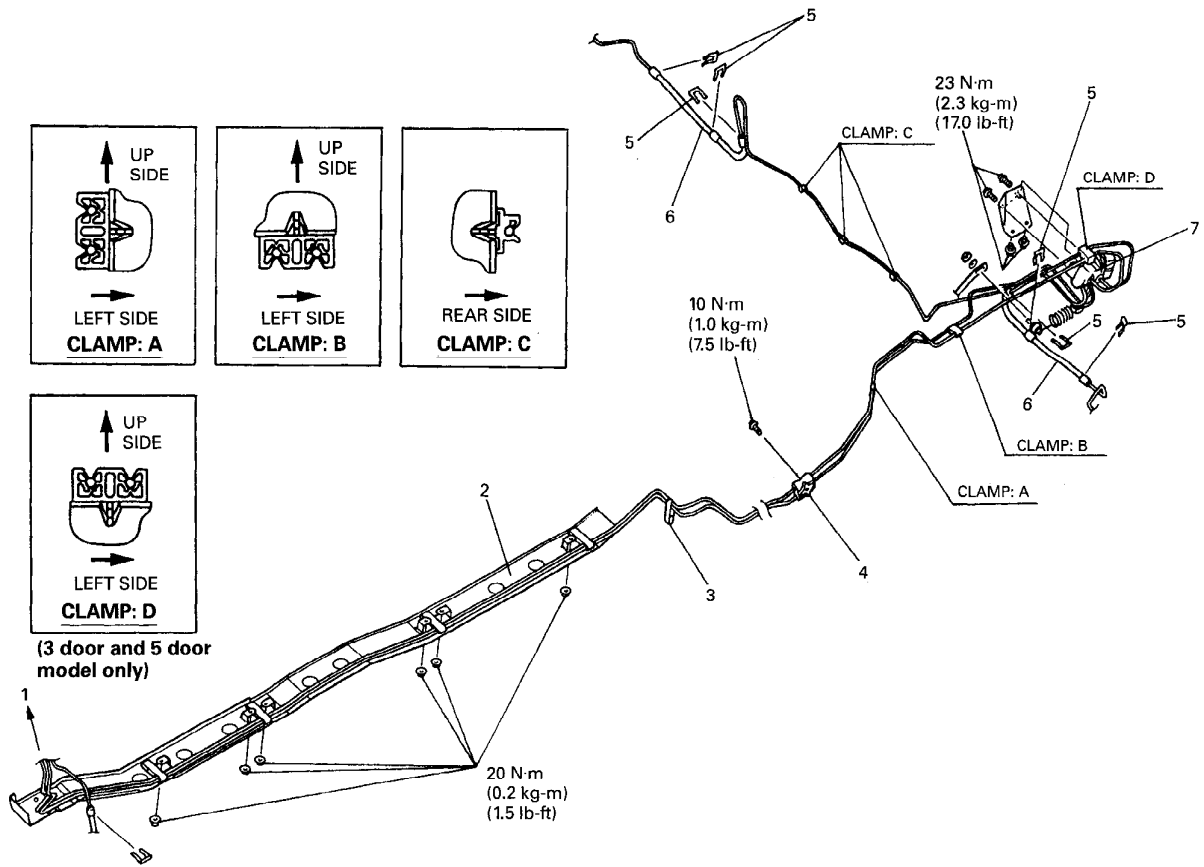 5
23 N·m
(2.3 kg-m)
(17.0 lb-ft)
5
5
CLAMP: C
CLAMP: D
6
7
UP
SIDE
LEFT SIDE
CLAMP: A
UP
SIDE
LEFT SIDE
CLAMP: B
REAR SIDE
CLAMP: C
10 N·m
(1.0 kg-m)
(7.5 lb-ft)
5
5
6
CLAMP: B
CLAMP: A
UP
SIDE
LEFT SIDE
CLAMP: D
(3 door and 5 door
model only)
2
3
4
1
20 N·m
(0.2 kg-m)
(1.5 lb-ft)